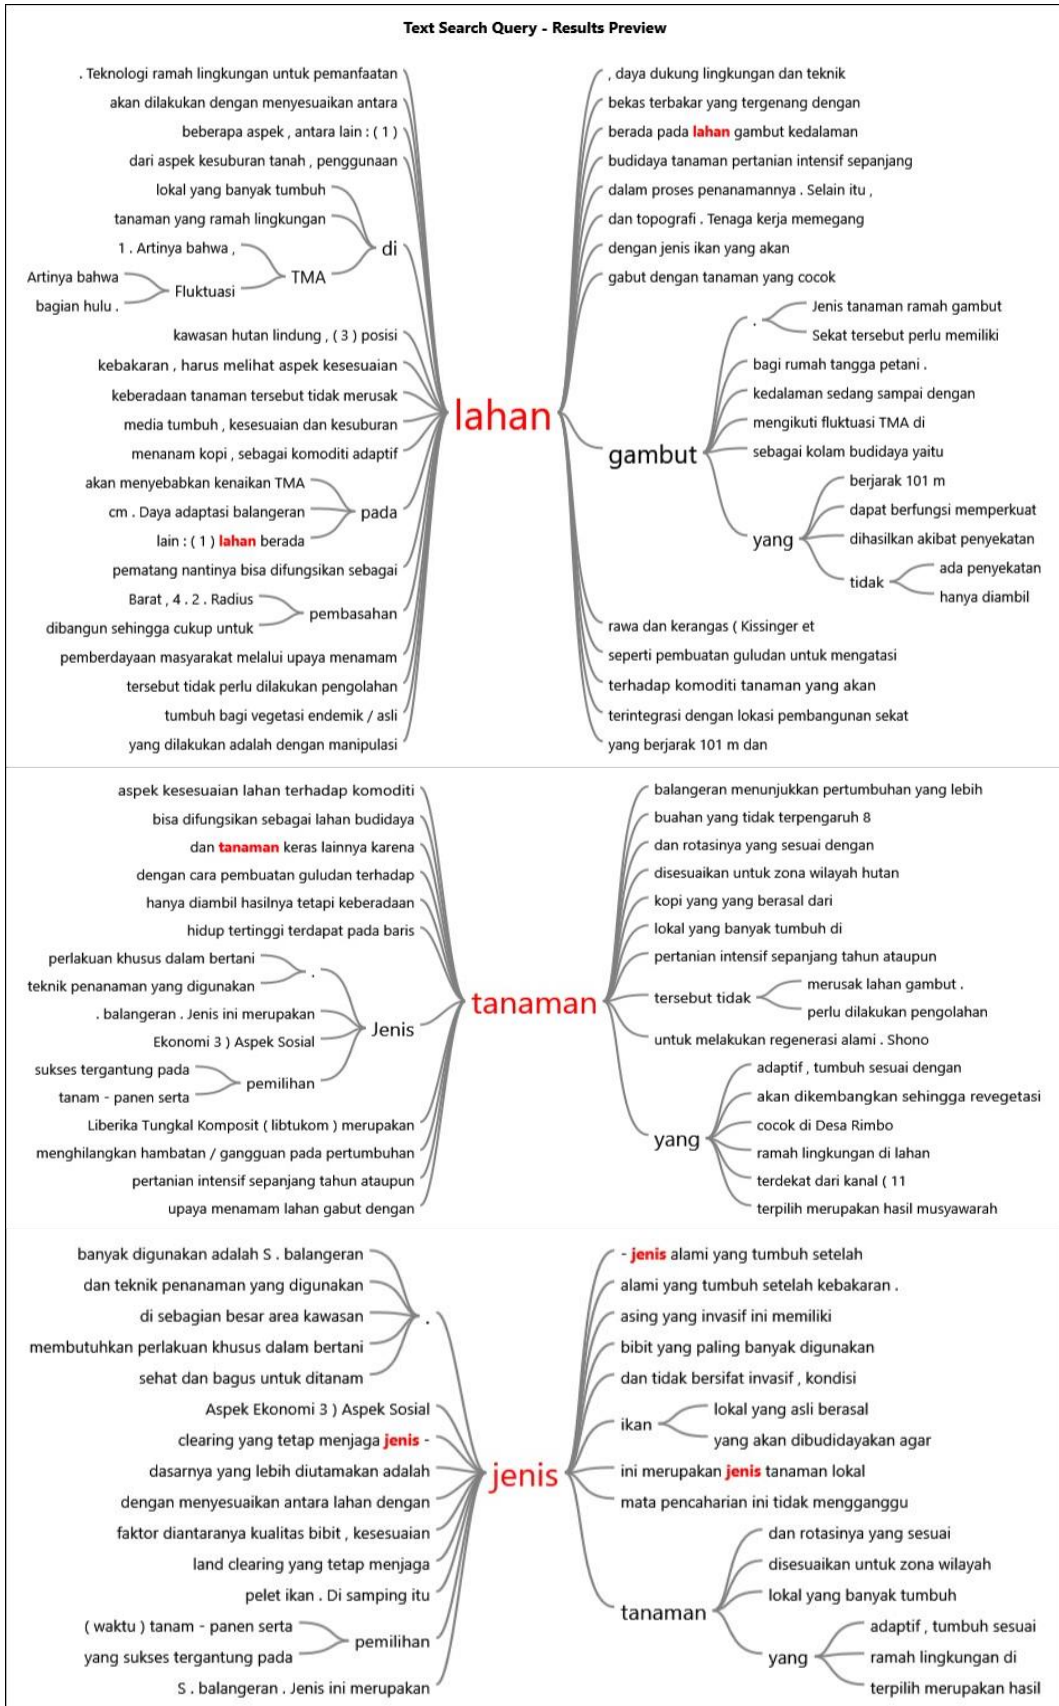 Text Search Query - Results Preview
. Teknologi ramah lingkungan untuk pemanfaatan
akan dilakukan dengan menyesuaikan antara
beberapa aspek , antara lain : ( 1 )
dari aspek kesuburan tanah , penggunaan
lokal yang banyak tumbuh
tanaman yang ramah lingkungan
di
1 . Artinya bahwa ,
TMA
Artinya bahwa
Fluktuasi
bagian hulu .
kawasan hutan lindung , ( 3 ) posisi
kebakaran , harus melihat aspek kesesuaian
keberadaan tanaman tersebut tidak merusak
media tumbuh , kesesuaian dan kesuburan
menanam kopi , sebagai komoditi adaptif
akan menyebabkan kenaikan TMA
cm . Daya adaptasi balangeran
pada
lain : ( 1 ) lahan berada
pematang nantinya bisa difungsikan sebagai
Barat , 4 . 2 . Radius
pembasahan
dibangun sehingga cukup untuk
pemberdayaan masyarakat melalui upaya menamam
tersebut tidak perlu dilakukan pengolahan
tumbuh bagi vegetasi endemik / asli
yang dilakukan adalah dengan manipulasi
lahan
, daya dukung lingkungan dan teknik
bekas terbakar yang tergenang dengan
berada pada lahan gambut kedalaman
budidaya tanaman pertanian intensif sepanjang
dalam proses penanamannya . Selain itu ,
dan topografi . Tenaga kerja memegang
dengan jenis ikan yang akan
gabut dengan tanaman yang cocok
gambut
.
Jenis tanaman ramah gambut
Sekat tersebut perlu memiliki
bagi rumah tangga petani .
kedalaman sedang sampai dengan
mengikuti fluktuasi TMA di
sebagai kolam budidaya yaitu
yang
berjarak 101 m
dapat berfungsi memperkuat
dihasilkan akibat penyekatan
tidak
ada penyekatan
hanya diambil
rawa dan kerangas ( Kissinger et
seperti pembuatan guludan untuk mengatasi
terhadap komoditi tanaman yang akan
terintegrasi dengan lokasi pembangunan sekat
yang berjarak 101 m dan
aspek kesesuaian lahan terhadap komoditi
bisa difungsikan sebagai lahan budidaya
dan tanaman keras lainnya karena
dengan cara pembuatan guludan terhadap
hanya diambil hasilnya tetapi keberadaan
hidup tertinggi terdapat pada baris
perlakuan khusus dalam bertani
.
teknik penanaman yang digunakan
. balangeran . Jenis ini merupakan
Jenis
Ekonomi 3 ) Aspek Sosial
sukses tergantung pada
pemilihan
tanam - panen serta
Liberika Tungkal Komposit ( libtukom ) merupakan
menghilangkan hambatan / gangguan pada pertumbuhan
pertanian intensif sepanjang tahun ataupun
upaya menamam lahan gabut dengan
tanaman
balangeran menunjukkan pertumbuhan yang lebih
buahan yang tidak terpengaruh 8
dan rotasinya yang sesuai dengan
disesuaikan untuk zona wilayah hutan
kopi yang yang berasal dari
lokal yang banyak tumbuh di
pertanian intensif sepanjang tahun ataupun
tersebut tidak
merusak lahan gambut .
perlu dilakukan pengolahan
untuk melakukan regenerasi alami . Shono
yang
adaptif , tumbuh sesuai dengan
akan dikembangkan sehingga revegetasi
cocok di Desa Rimbo
ramah lingkungan di lahan
terdekat dari kanal ( 11
terpilih merupakan hasil musyawarah
banyak digunakan adalah S . balangeran
dan teknik penanaman yang digunakan
di sebagian besar area kawasan
.
membutuhkan perlakuan khusus dalam bertani
sehat dan bagus untuk ditanam
Aspek Ekonomi 3 ) Aspek Sosial
clearing yang tetap menjaga jenis -
dasarnya yang lebih diutamakan adalah
dengan menyesuaikan antara lahan dengan
faktor diantaranya kualitas bibit , kesesuaian
land clearing yang tetap menjaga
pelet ikan . Di samping itu
( waktu ) tanam - panen serta
pemilihan
yang sukses tergantung pada
S . balangeran . Jenis ini merupakan
jenis
- jenis alami yang tumbuh setelah
alami yang tumbuh setelah kebakaran .
asing yang invasif ini memiliki
bibit yang paling banyak digunakan
dan tidak bersifat invasif , kondisi
ikan
lokal yang asli berasal
yang akan dibudidayakan agar
ini merupakan jenis tanaman lokal
mata pencaharian ini tidak mengganggu
tanaman
dan rotasinya yang sesuai
disesuaikan untuk zona wilayah
lokal yang banyak tumbuh
yang
adaptif , tumbuh sesuai
ramah lingkungan di
terpilih merupakan hasil